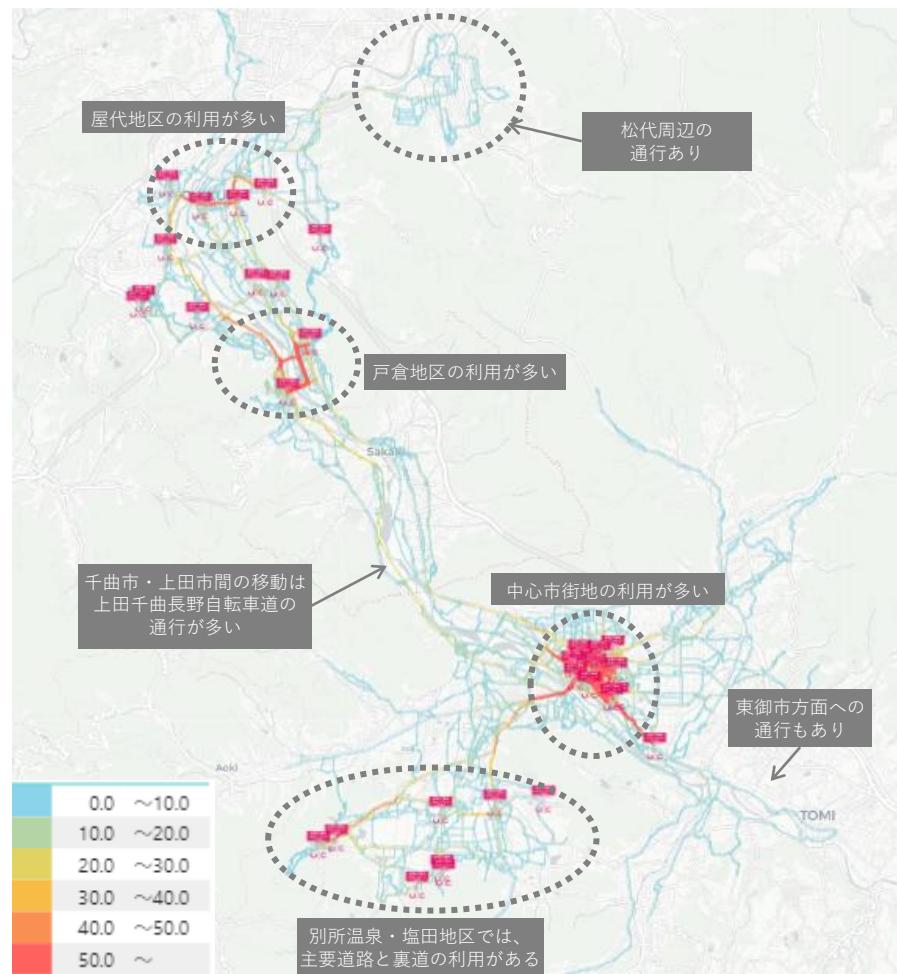 屋代地区の利用が多い
松代周辺の
通行あり
戸倉地区の利用が多い
千曲市・上田市間の移動は
上田千曲長野自転車道の
通行が多い
中心市街地の利用が多い
東御市方面への
通行もあり
Aoki
TOMI
0.0 ～10.0
10.0 ～20.0
20.0 ～30.0
30.0 ～40.0
40.0 ～50.0
50.0 ～
別所温泉・塩田地区では、
主要道路と裏道の利用がある